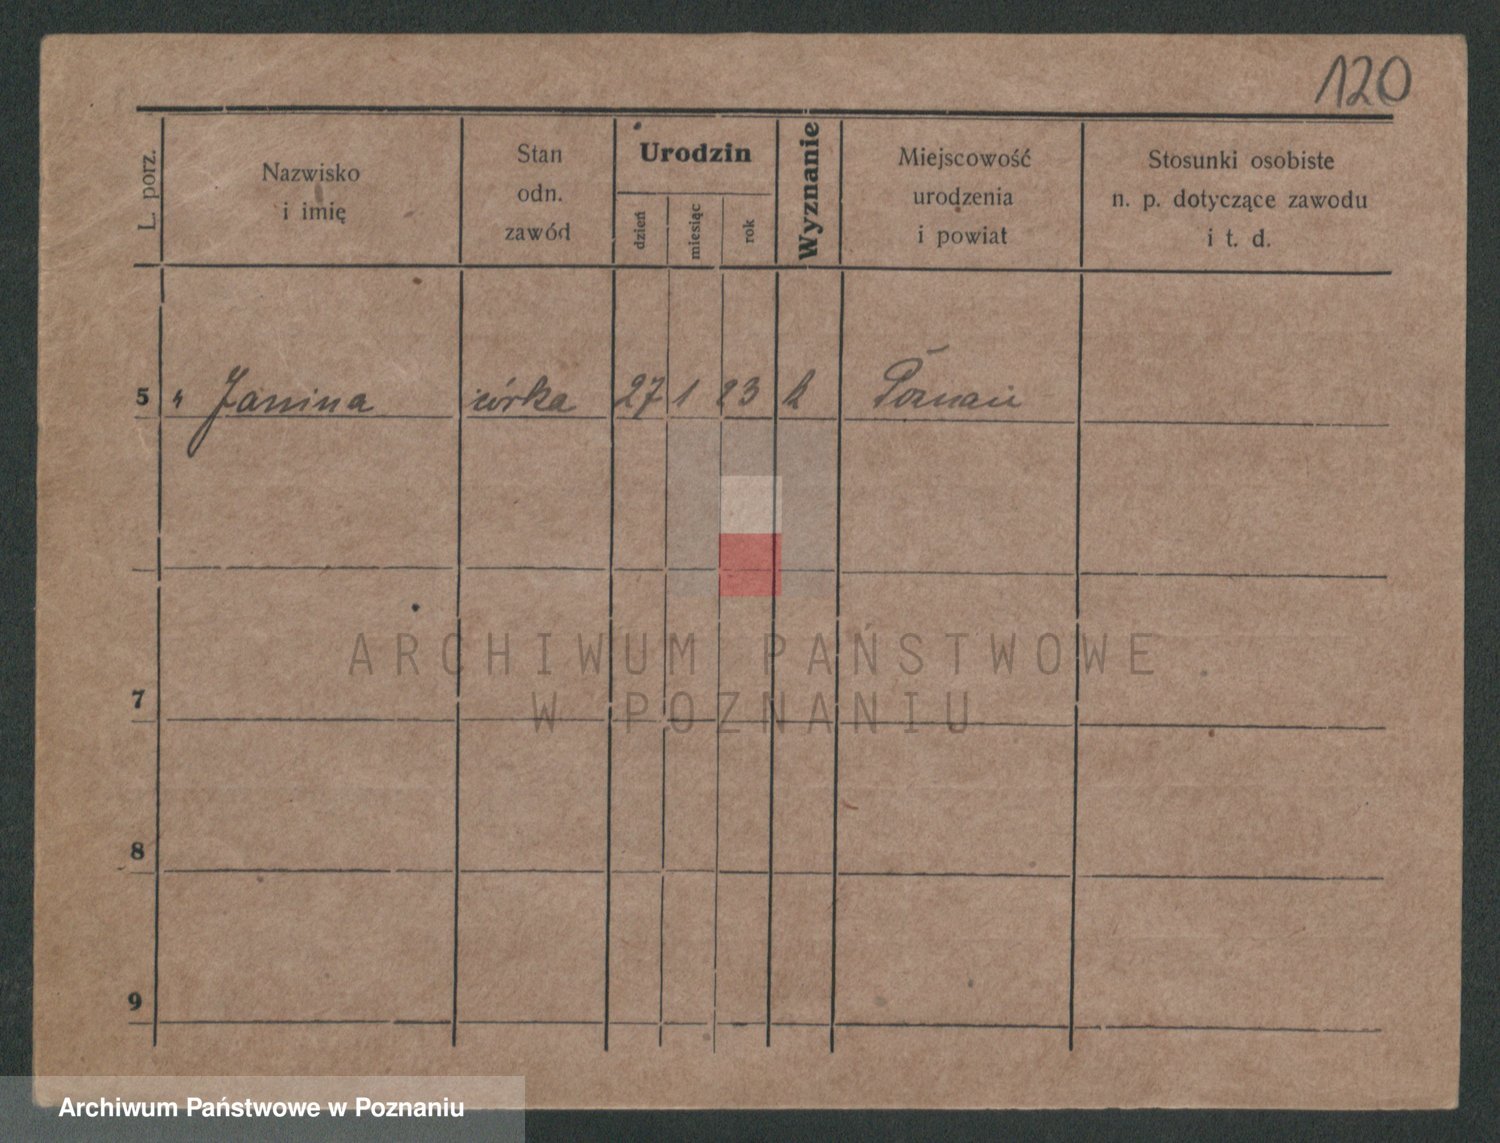 120
L. porz.
Nazwisko
i imię
Stan
odn.
zawód
Urodzin
dzień
miesiąc
rok
Wyznanie
Miejscowość
urodzenia
i powiat
Stosunki osobiste
n. p. dotyczące zawodu
i t. d.
5 " Janina córka 27 1 23 k Poznań
7
8
9
ARCHIWUM PAŃSTWOWE
W POZNANIU
Archiwum Państwowe w Poznaniu